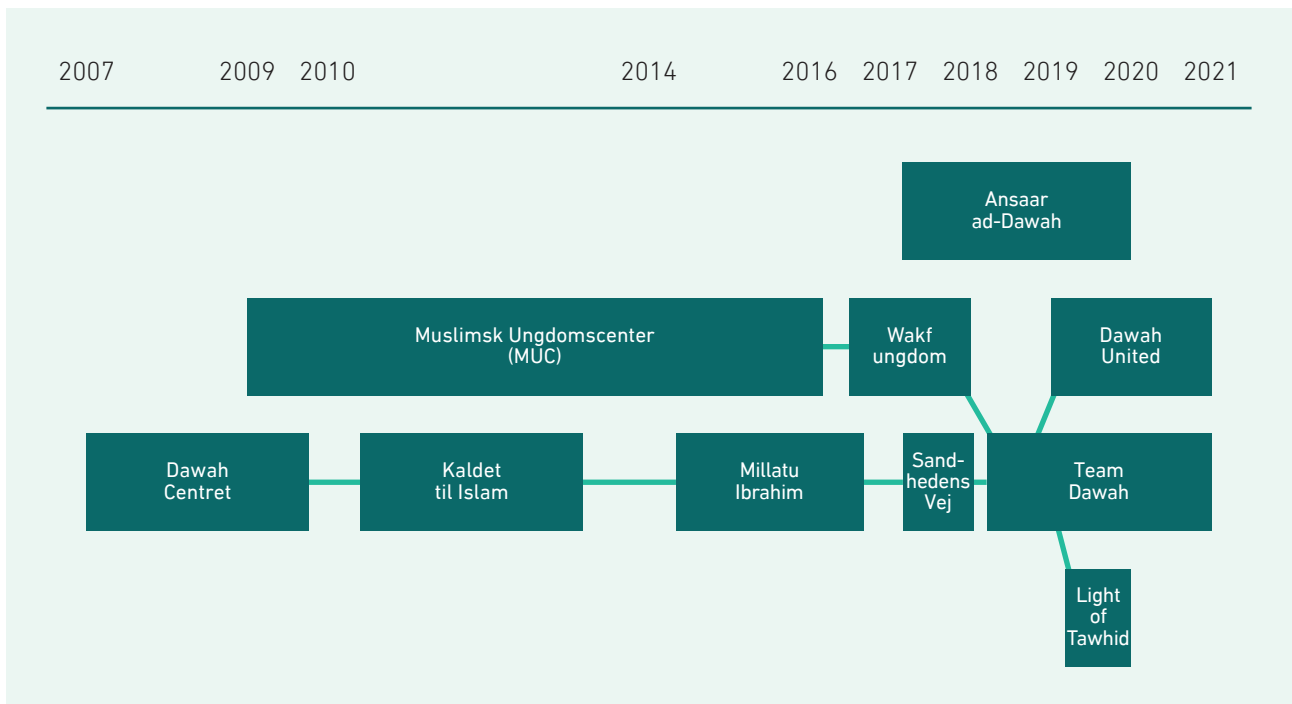 2007 2009 2010 2014 2016 2017 2018 2019 2020 2021
Ansaar
ad-Dawah
Muslimsk Ungdomscenter
(MUC)
Wakf
ungdom
Dawah
United
Dawah
Centret
Kaldet
til Islam
Millatu
Ibrahim
Sand-
hedens
Vej
Team
Dawah
Light
of
Tawhid